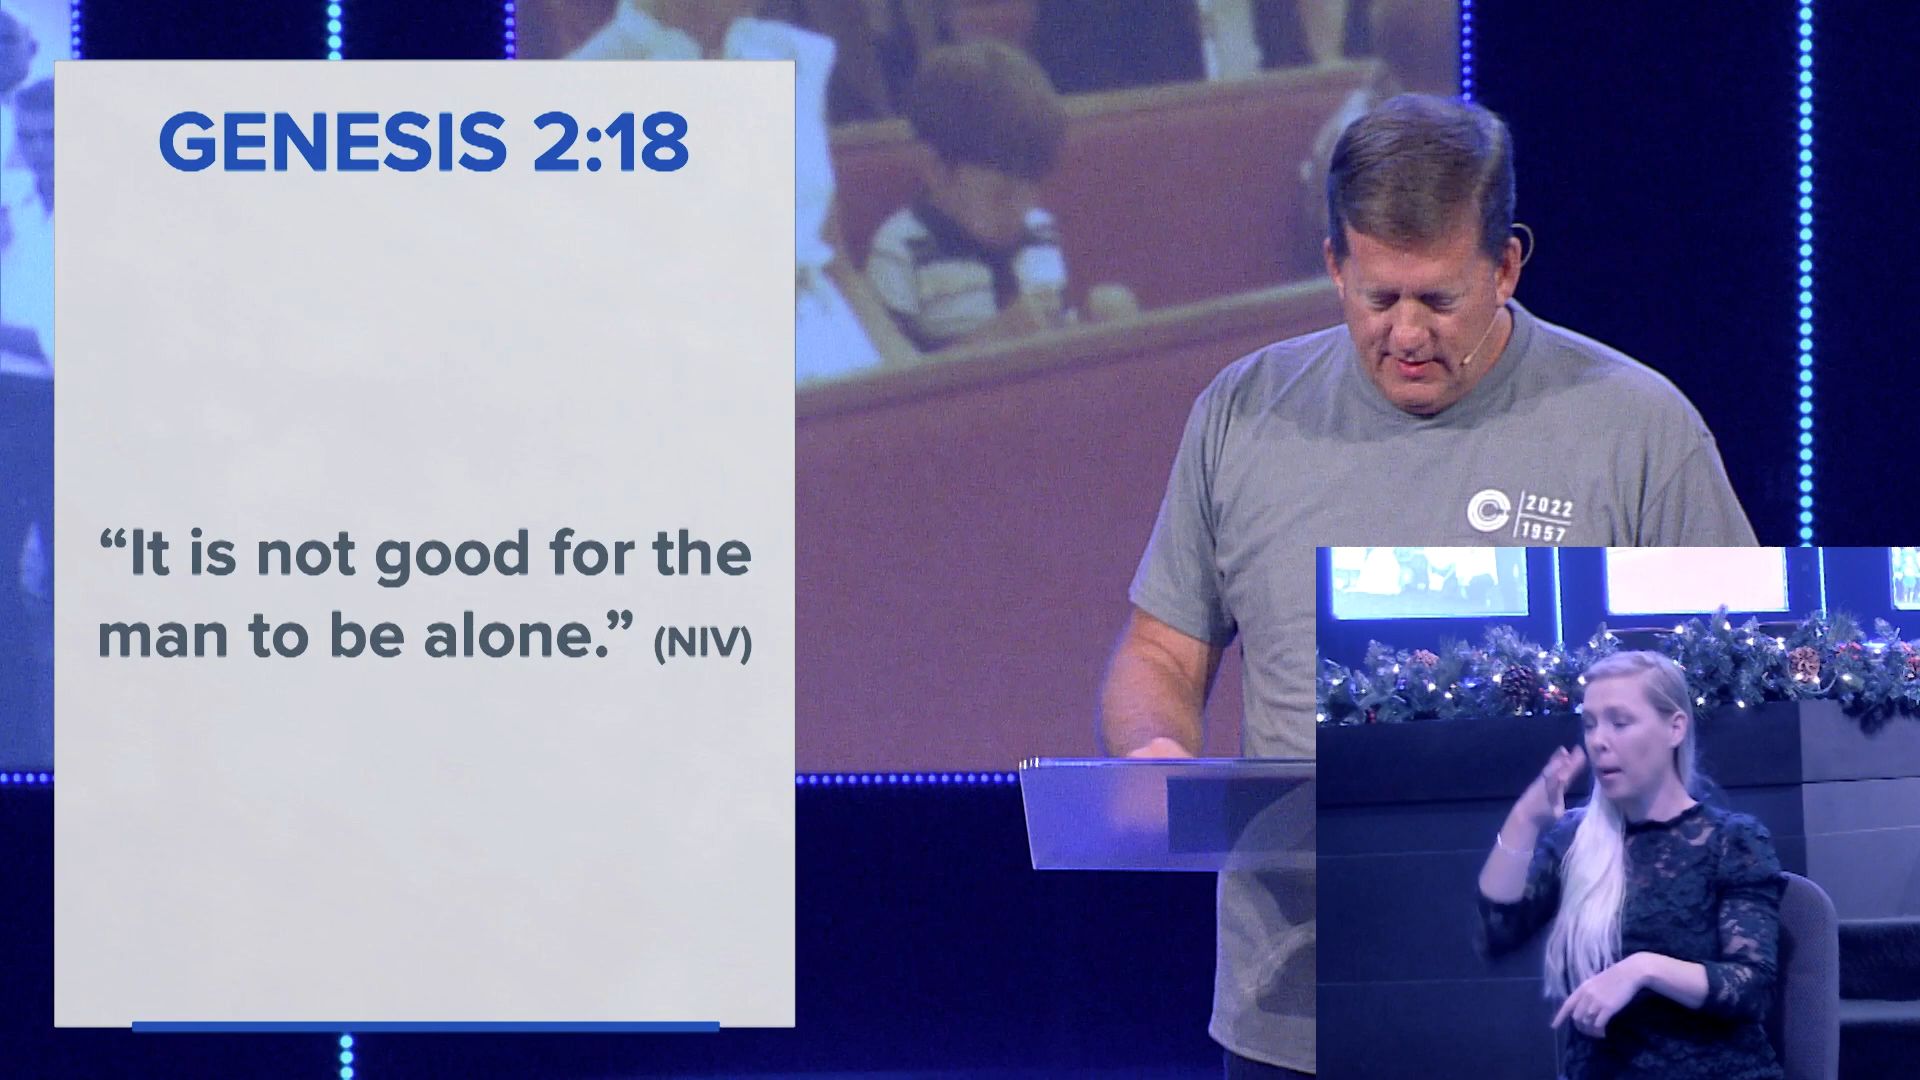 GENESIS 2:18
“It is not good for the
man to be alone.” (NIV)
2022
1957